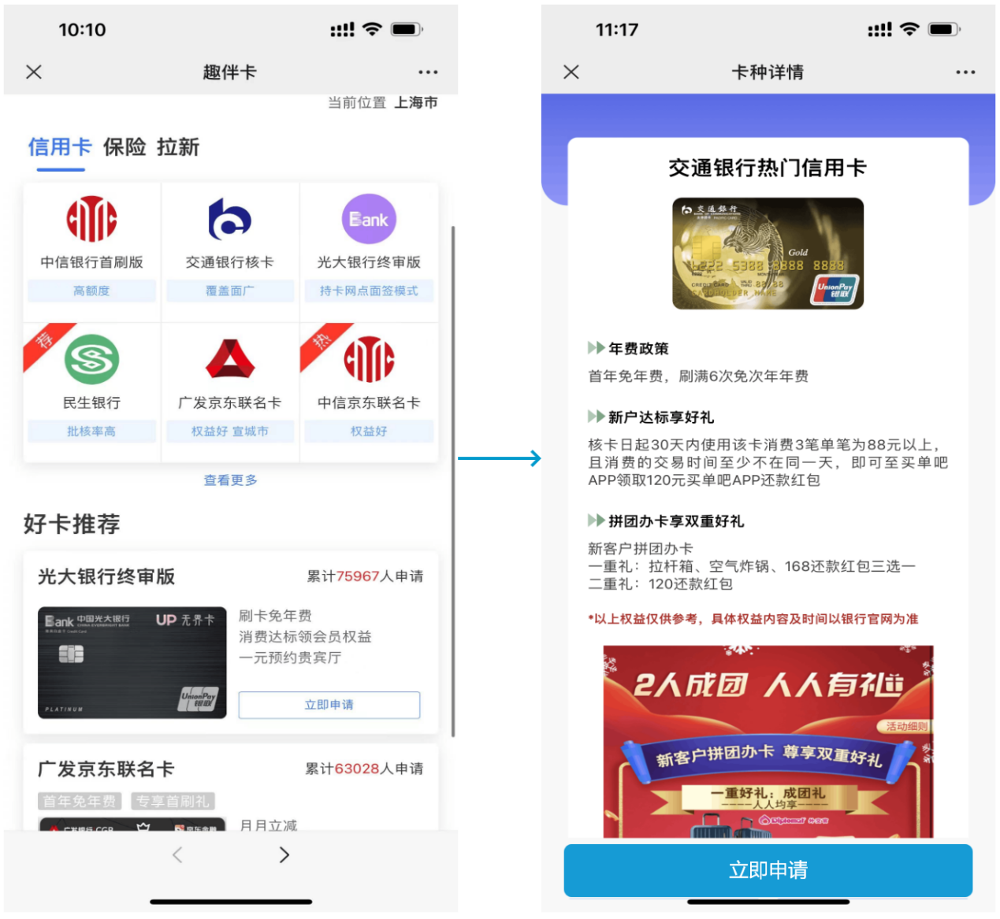 10:10
趣伴卡
当前位置 上海市
信用卡 保险 拉新
Bank
中信银行首刷版
交通银行核卡
光大银行终审版
高额度
覆盖面广
持卡网点面签模式
荐
热
民生银行
广发京东联名卡
中信京东联名卡
批核率高
权益好 宣城市
权益好
查看更多
好卡推荐
光大银行终审版
累计75967人申请
Bank 中国光大银行
UP 无界卡
刷卡免年费
消费达标领会员权益
一元预约贵宾厅
UnionPay
银联
PLATINUM
立即申请
广发京东联名卡
累计63028人申请
首年免年费 专享首刷礼
月月立减
11:17
卡种详情
交通银行热门信用卡
交通银行
Gold
5388 8888 8888
CREDIT CARD
CARDHOLDER NAME
UnionPay
银联
年费政策
首年免年费，刷满6次免次年年费
新户达标享好礼
核卡日起30天内使用该卡消费3笔单笔为88元以上，
且消费的交易时间至少不在同一天，即可至买单吧
APP领取120元买单吧APP还款红包
拼团办卡享双重好礼
新客户拼团办卡
一重礼：拉杆箱、空气炸锅、168还款红包三选一
二重礼：120还款红包
*以上权益仅供参考，具体权益内容及时间以银行官网为准
2人成团 人人有礼
活动细则
新客户拼团办卡 尊享双重好礼
一重好礼：成团礼
----人人均享----
Diplomat 外交官
立即申请